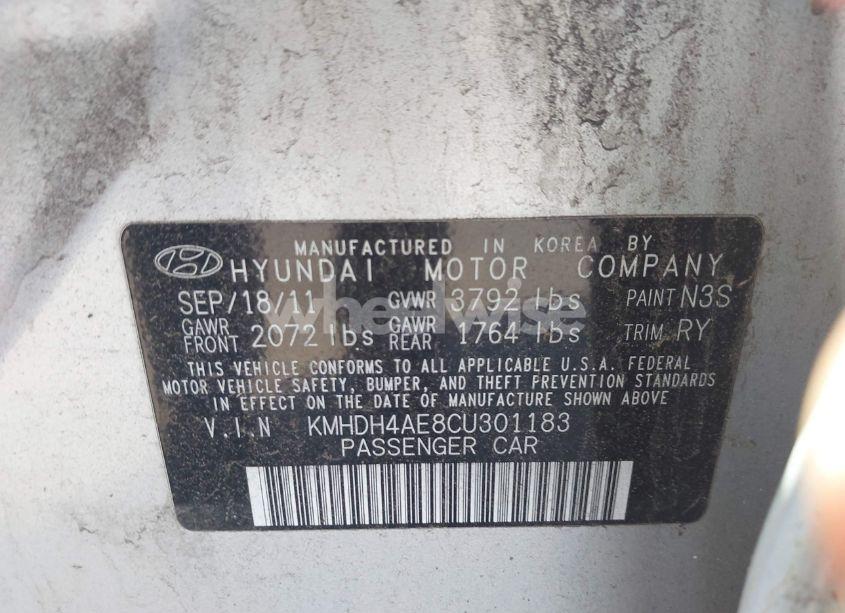 MANUFACTURED IN KOREA BY
HYUNDAI MOTOR COMPANY
SEP/18/11 GVWR 3792 lbs PAINT N3S
GAWR FRONT 2072 lbs GAWR REAR 1764 lbs TRIM RY
THIS VEHICLE CONFORMS TO ALL APPLICABLE U.S.A. FEDERAL
MOTOR VEHICLE SAFETY, BUMPER, AND THEFT PREVENTION STANDARDS
IN EFFECT ON THE DATE OF MANUFACTURE SHOWN ABOVE
V.I.N KMHDH4AE8CU301183
PASSENGER CAR
wheelwise